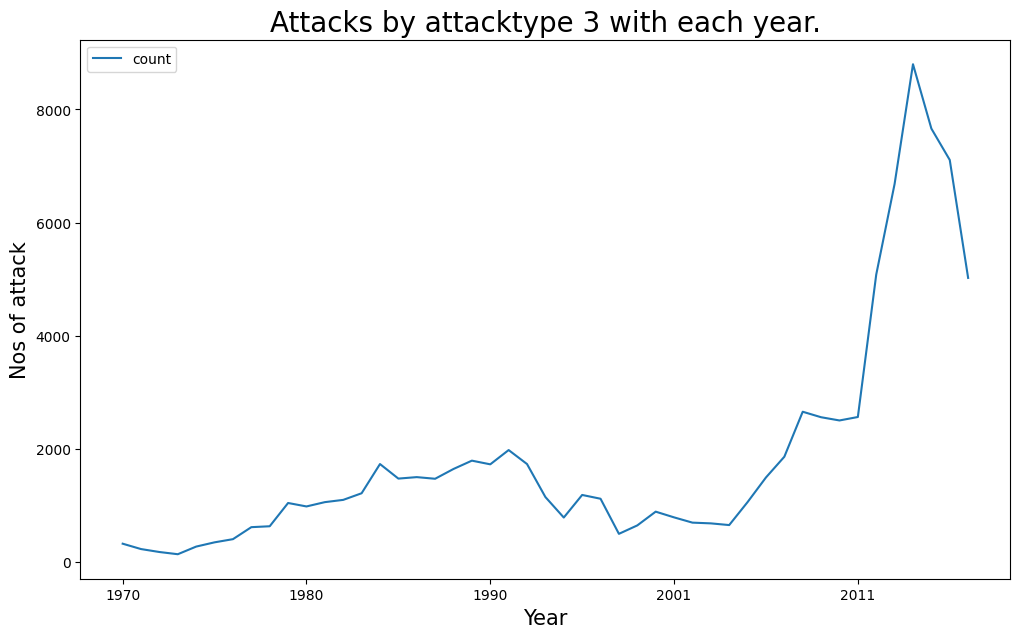 Attacks by attacktype 3 with each year.
count
8000
6000
4000
2000
0
Nos of attack
1970 1980 1990 2001 2011
Year